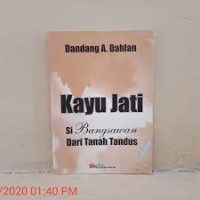 Dandang A. Dahlan
Kayu Jati
Si Bangsawan
Dari Tanah Tandus
/2020 01:40 PM